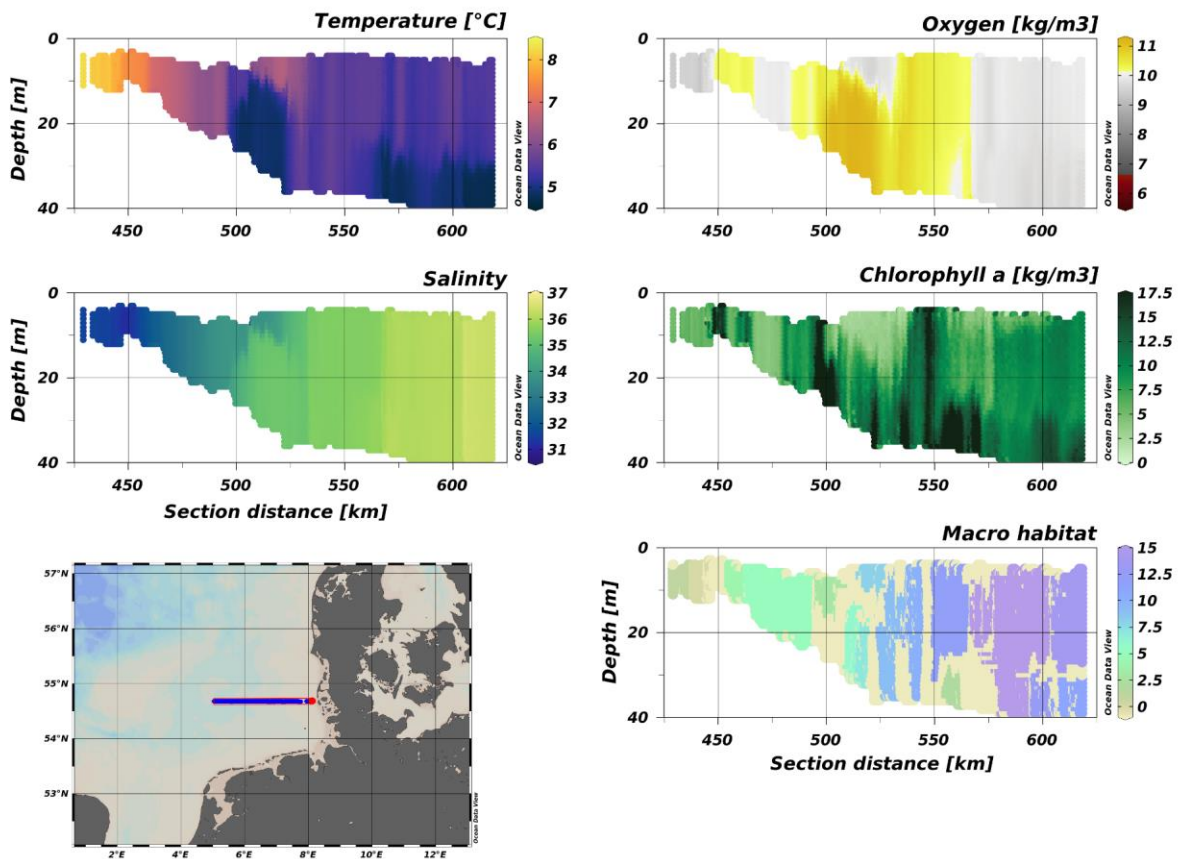 Temperature [°C]
0
20
40
Depth [m]
450
500
550
600
8
7
6
5
Ocean Data View
Oxygen [kg/m3]
0
20
40
450
500
550
600
11
10
9
8
7
6
Ocean Data View
Salinity
0
20
40
Depth [m]
450
500
550
600
Section distance [km]
37
36
35
34
33
32
31
Ocean Data View
Chlorophyll a [kg/m3]
0
20
40
450
500
550
600
17.5
15
12.5
10
7.5
5
2.5
0
Ocean Data View
Macro habitat
0
20
40
Depth [m]
450
500
550
600
Section distance [km]
15
12.5
10
7.5
5
2.5
0
Ocean Data View
57°N
56°N
55°N
54°N
53°N
2°E
4°E
6°E
8°E
10°E
12°E
Ocean Data View